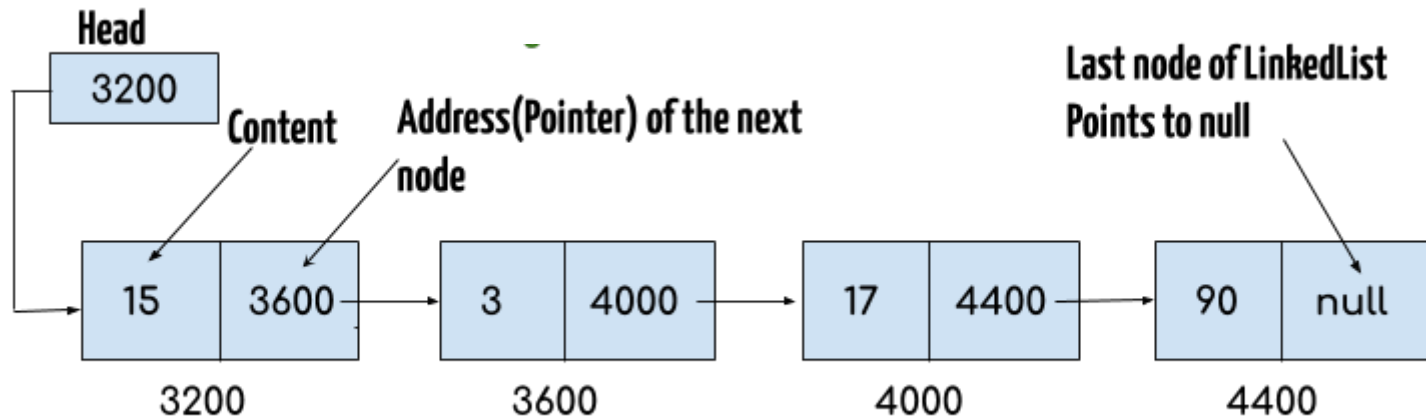 Head
3200
Content
Address(Pointer) of the next
node
Last node of LinkedList
Points to null
15 3600 3 4000 17 4400 90 null
3200 3600 4000 4400